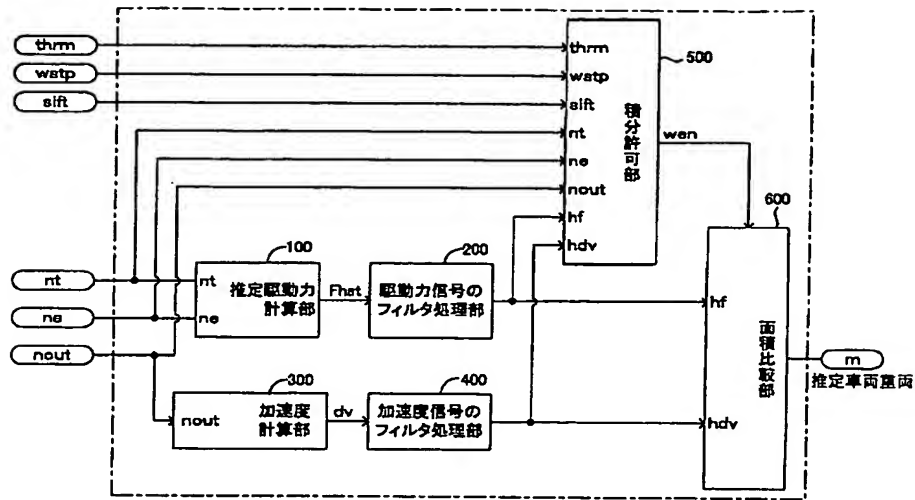 thrm
wstp
sift
thrm
wstp
sift
nt
ne
nout
hf
hdv
積分許可部
500
wen
600
nt
ne
nout
100
nt
ne
推定駆動力
計算部
Fhat
200
駆動力信号の
フィルタ処理部
300
nout
加速度
計算部
dv
400
加速度信号の
フィルタ処理部
hf
hdv
面積比較部
m
推定車両重両